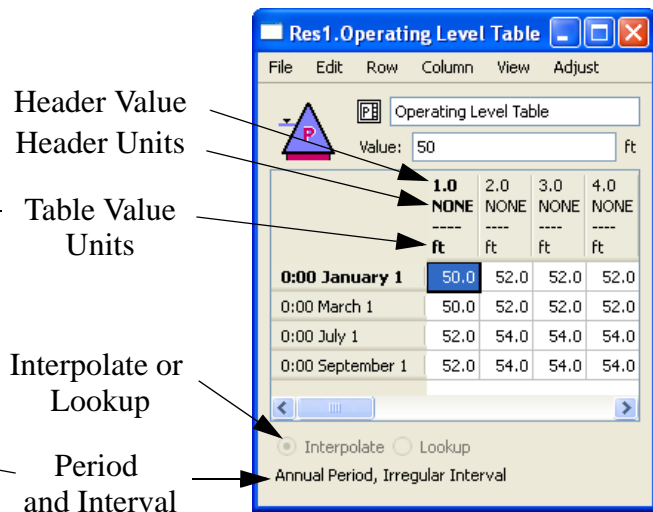 Res1.Operating Level Table
File Edit Row Column View Adjust
Header Value
P Operating Level Table
Header Units
P
Value: 50 ft
1.0 2.0 3.0 4.0
NONE NONE NONE NONE
---- ---- ---- ----
ft ft ft ft
Table Value
Units
0:00 January 1 50.0 52.0 52.0 52.0
0:00 March 1 50.0 52.0 52.0 52.0
0:00 July 1 52.0 54.0 54.0 54.0
0:00 September 1 52.0 54.0 54.0 54.0
Interpolate or
Lookup
Interpolate Lookup
Period
and Interval
Annual Period, Irregular Interval